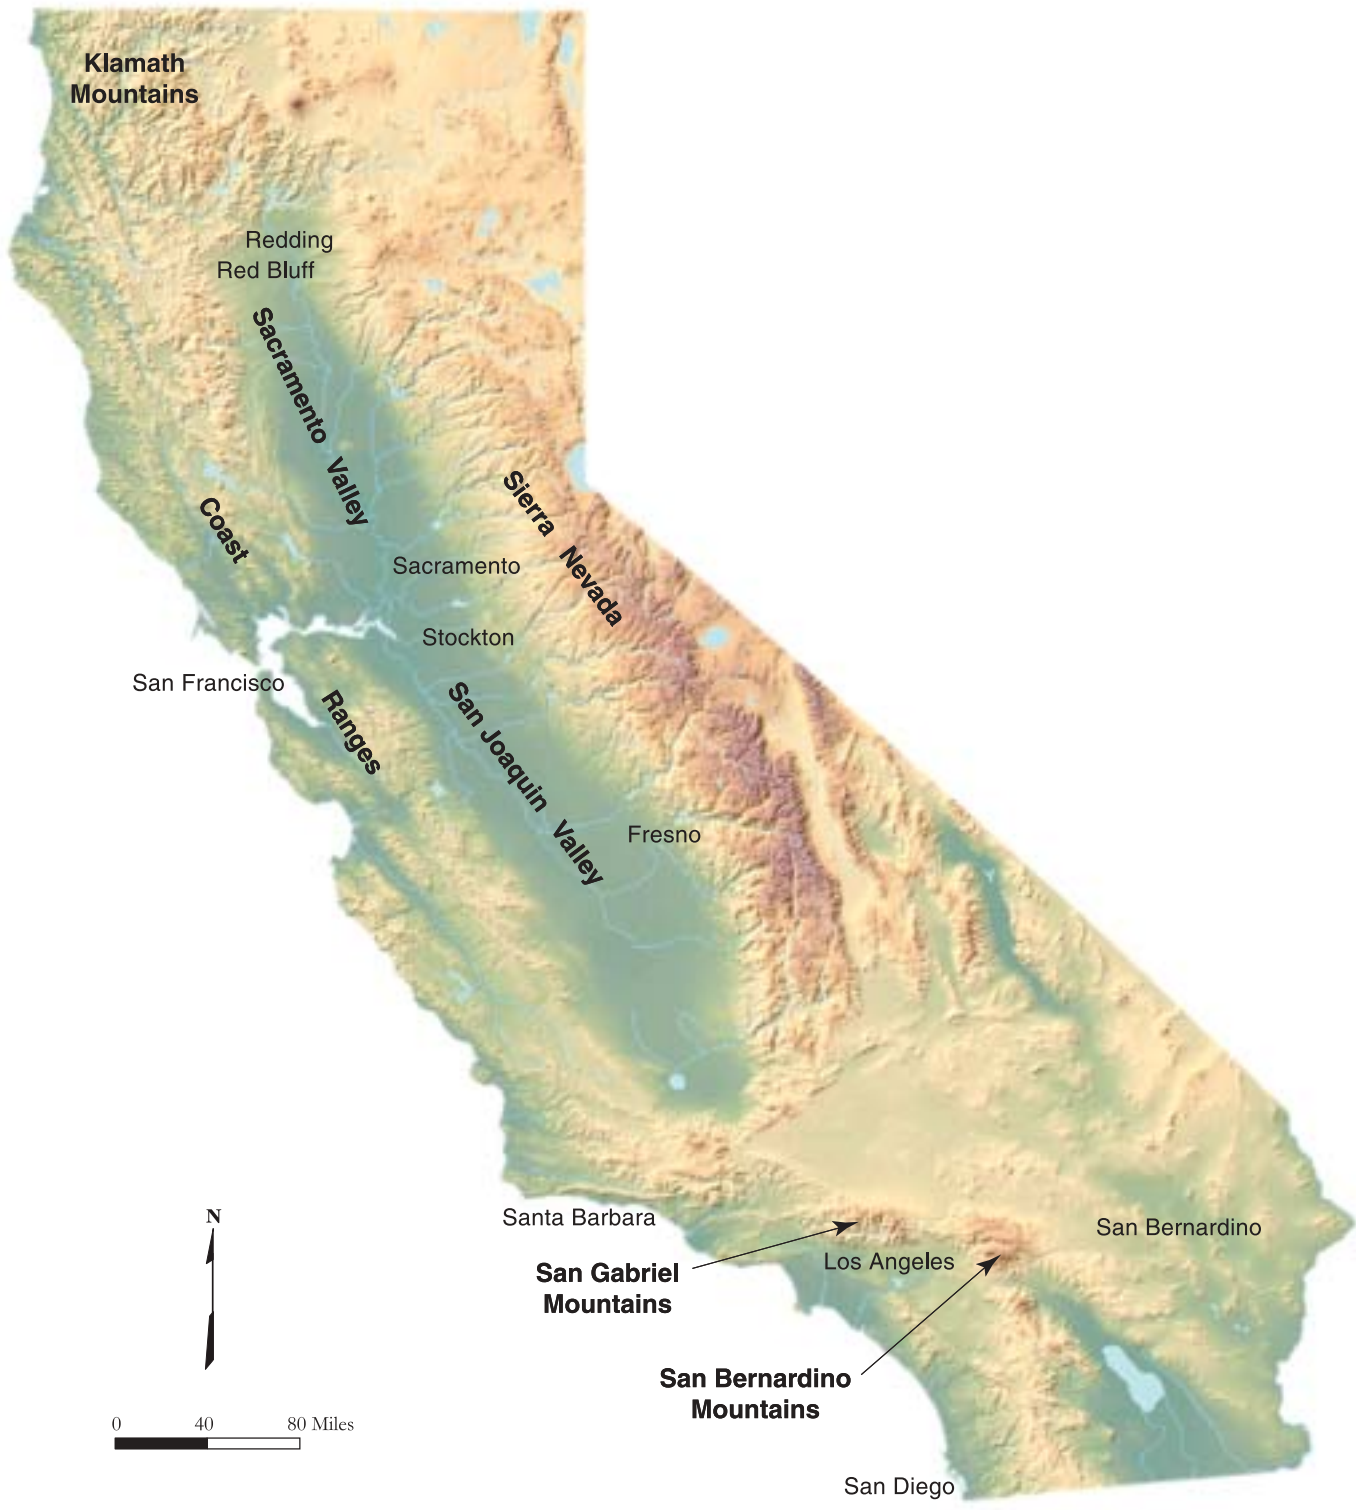 Klamath
Mountains
Redding
Red Bluff
Sacramento Valley
Sierra Nevada
Coast
Sacramento
Stockton
San Francisco
Ranges
San Joaquin Valley
Fresno
N
Santa Barbara
San Bernardino
Los Angeles
San Gabriel
Mountains
San Bernardino
Mountains
0 40 80 Miles
San Diego